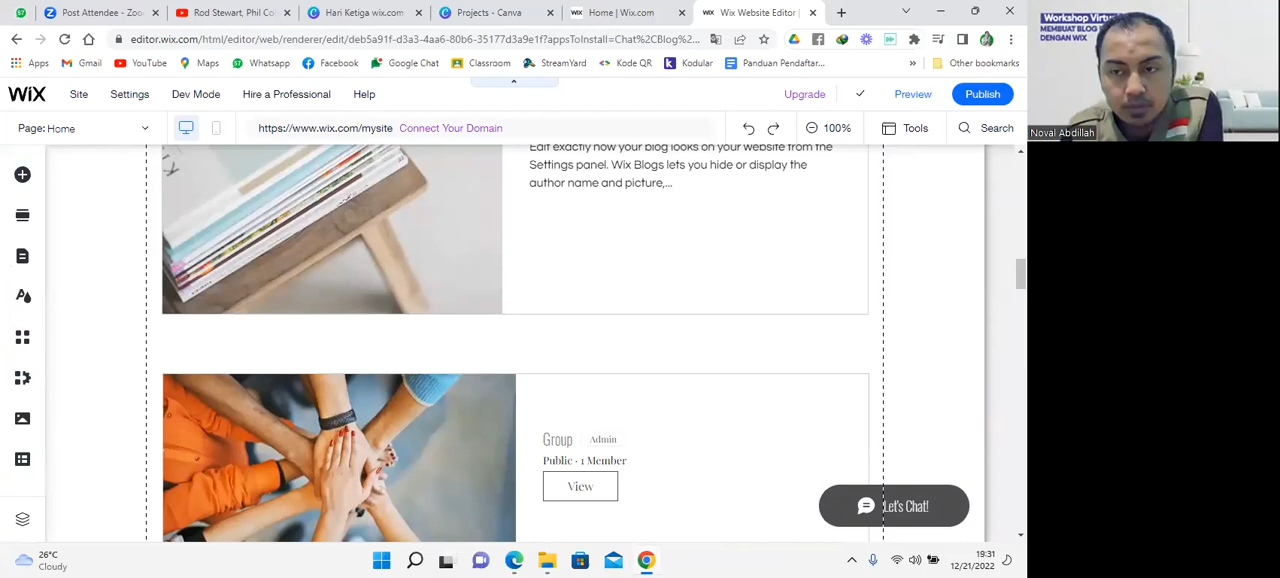 Post Attendee - Zoo
Rod Stewart, Phil Col
Hari Ketiga wix.com
Projects - Canva
Home | Wix.com
Wix Website Editor |
editor.wix.com/html/editor/web/renderer/edit
3a3-4aa6-80b6-35177d3a9e1f?appsToInstall=Chat%2CBlog%2...
Apps
Gmail
YouTube
Maps
Whatsapp
Facebook
Google Chat
Classroom
StreamYard
Kode QR
Kodular
Panduan Pendaftar...
Other bookmarks
WiX
Site
Settings
Dev Mode
Hire a Professional
Help
Upgrade
Preview
Publish
Page: Home
https://www.wix.com/mysite
Connect Your Domain
100%
Tools
Search
Edit exactly how your blog looks on your website from the
Settings panel. Wix Blogs lets you hide or display the
author name and picture,...
Group
Admin
Public · 1 Member
View
Let's Chat!
26°C
Cloudy
19:31
12/21/2022
Workshop Virtu
MEMBUAT BLOG
DENGAN WIX
Noval Abdillah